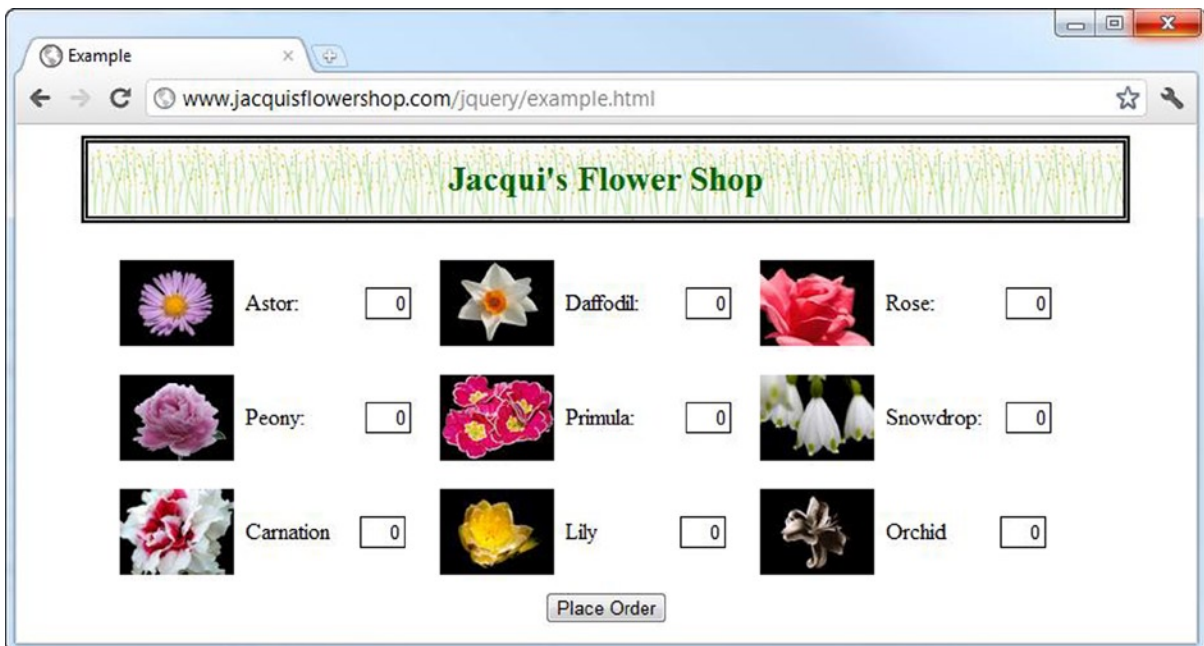 Example
www.jacquisflowershop.com/jquery/example.html
Jacqui's Flower Shop
Astor: 0 Daffodil: 0 Rose: 0
Peony: 0 Primula: 0 Snowdrop: 0
Carnation 0 Lily 0 Orchid 0
Place Order